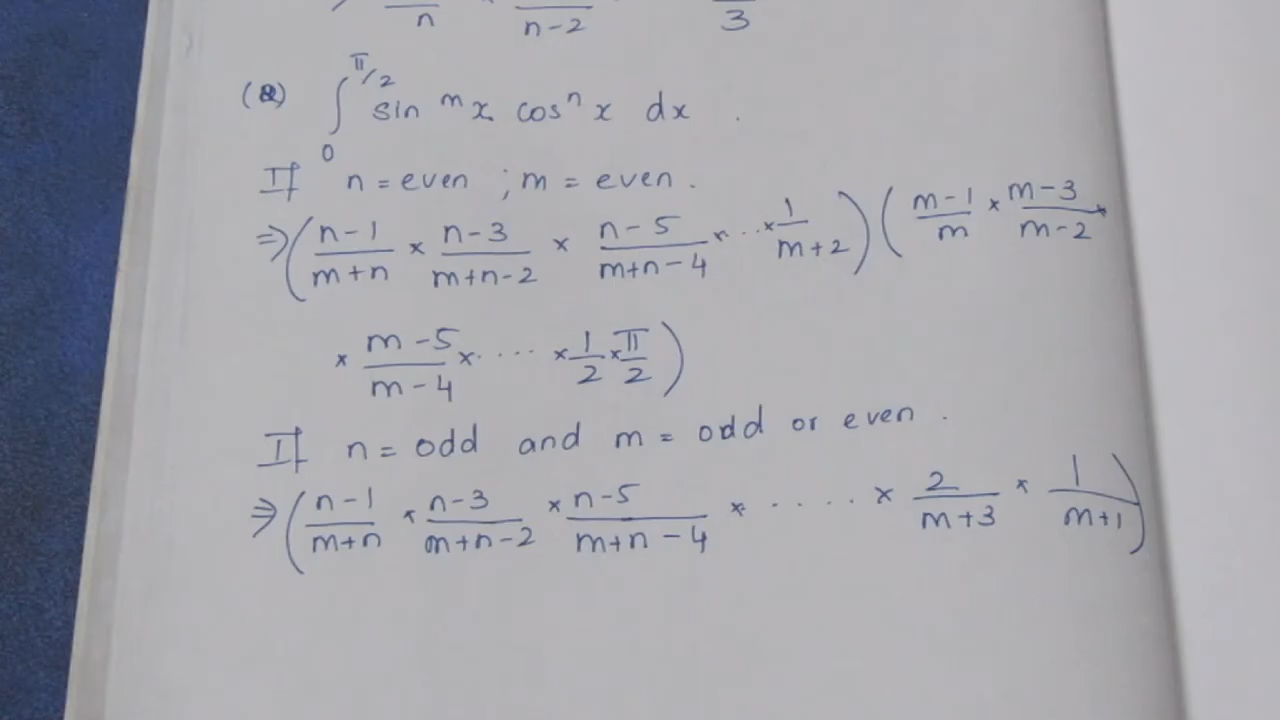 n n-2 3
(2) ∫₀^(π/2) sin^m x cos^n x dx .
If n = even ; m = even .
⇒ ( (n-1)/(m+n) × (n-3)/(m+n-2) × (n-5)/(m+n-4) × ... × 1/(m+2) ) ( (m-1)/m × (m-3)/(m-2) ×
× (m-5)/(m-4) × .... × 1/2 × π/2 )
If n = odd and m = odd or even .
⇒ ( (n-1)/(m+n) × (n-3)/(m+n-2) × (n-5)/(m+n-4) × ..... × 2/(m+3) × 1/(m+1) )